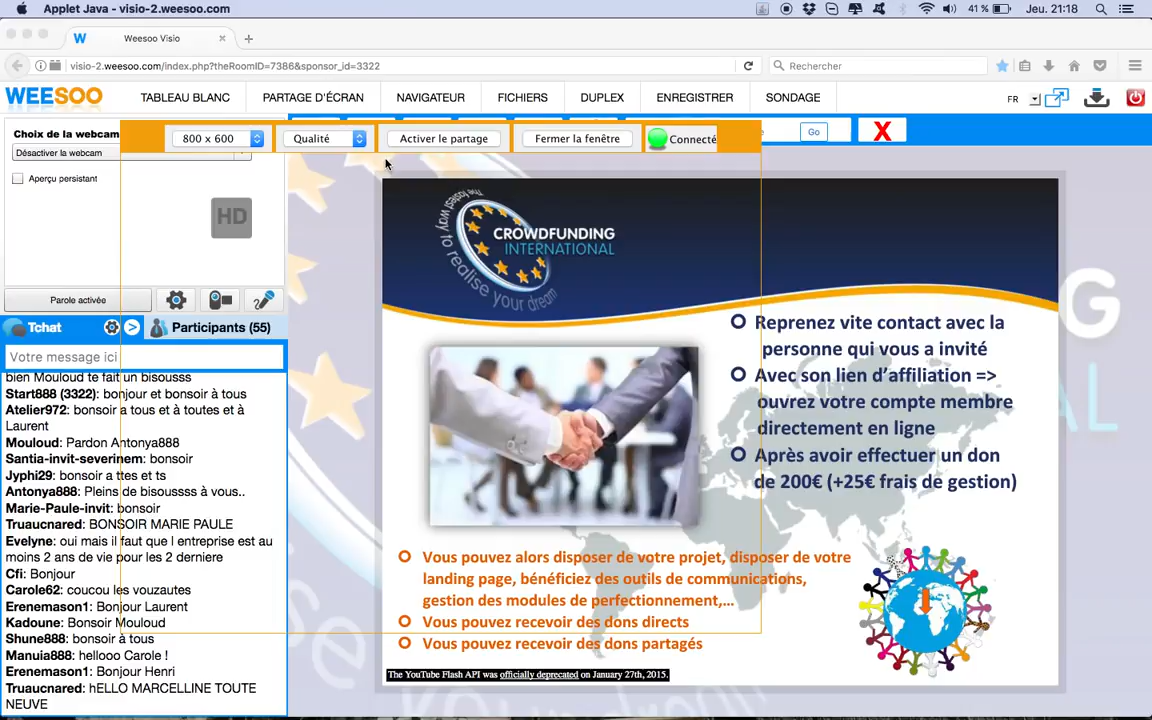 Applet Java - visio-2.weesoo.com
41 %
Jeu. 21:18
W Weesoo Visio
visio-2.weesoo.com/index.php?theRoomID=7386&sponsor_id=3322
Rechercher
WEESOO
TABLEAU BLANC
PARTAGE D'ÉCRAN
NAVIGATEUR
FICHIERS
DUPLEX
ENREGISTRER
SONDAGE
FR
Choix de la webcam
Désactiver la webcam
Aperçu persistant
HD
800 x 600
Qualité
Activer le partage
Fermer la fenêtre
Connecté
Go
X
Parole activée
Tchat
Participants (55)
Votre message ici
bien Mouloud te fait un bisousss
Start888 (3322): bonjour et bonsoir à tous
Atelier972: bonsoir a tous et à toutes et à
Laurent
Mouloud: Pardon Antonya888
Santia-invit-severinem: bonsoir
Jyphi29: bonsoir a ttes et ts
Antonya888: Pleins de bisoussss à vous..
Marie-Paule-invit: bonsoir
Truaucnared: BONSOIR MARIE PAULE
Evelyne: oui mais il faut que l entreprise est au
moins 2 ans de vie pour les 2 derniere
Cfi: Bonjour
Carole62: coucou les vouzautes
Erenemason1: Bonjour Laurent
Kadoune: Bonsoir Mouloud
Shune888: bonsoir à tous
Manuia888: hellooo Carole !
Erenemason1: Bonjour Henri
Truaucnared: hELLO MARCELLINE TOUTE
NEUVE
The fastest way to realise your dream
CROWDFUNDING
INTERNATIONAL
Reprenez vite contact avec la
personne qui vous a invité
Avec son lien d'affiliation =>
ouvrez votre compte membre
directement en ligne
Après avoir effectuer un don
de 200€ (+25€ frais de gestion)
Vous pouvez alors disposer de votre projet, disposer de votre
landing page, bénéficiez des outils de communications,
gestion des modules de perfectionnement,...
Vous pouvez recevoir des dons directs
Vous pouvez recevoir des dons partagés
The YouTube Flash API was officially deprecated on January 27th, 2015.